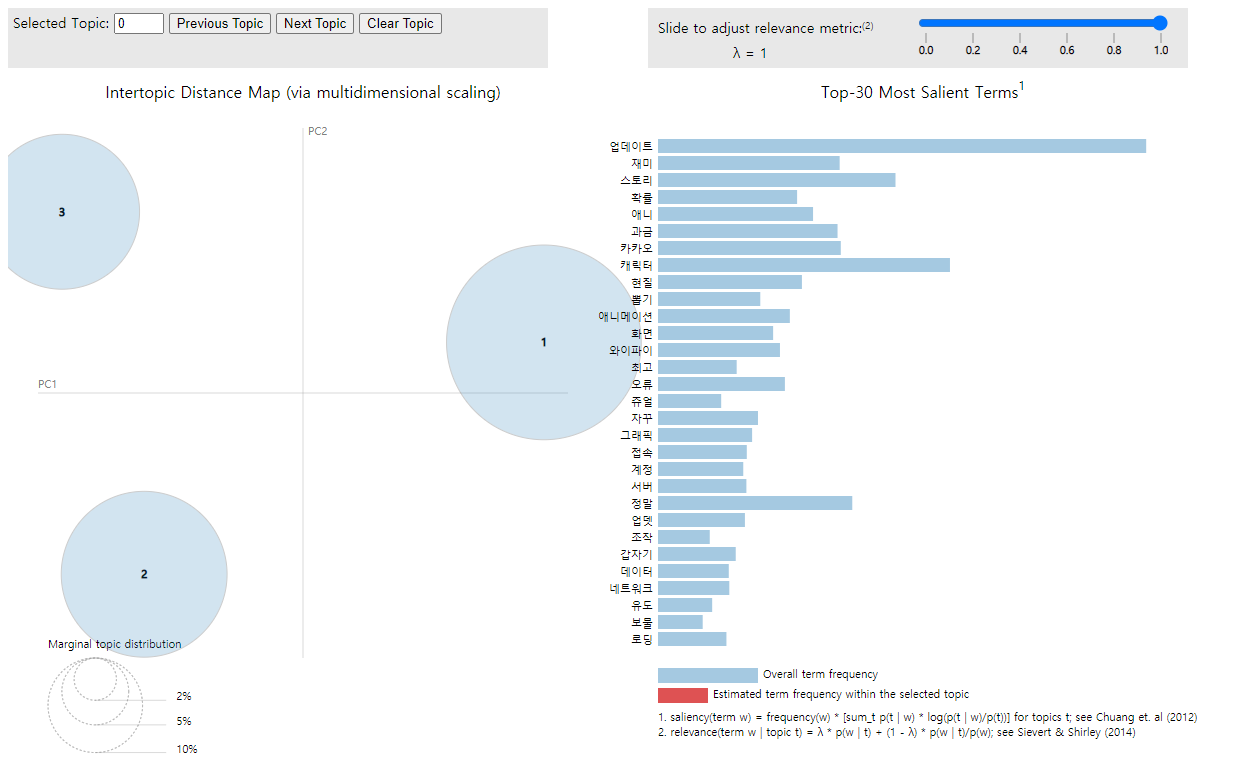 Selected Topic: 0 Previous Topic Next Topic Clear Topic
Slide to adjust relevance metric:(2)
λ = 1
0.0 0.2 0.4 0.6 0.8 1.0
Intertopic Distance Map (via multidimensional scaling)
PC2
3
1
PC1
2
Marginal topic distribution
2%
5%
10%
Top-30 Most Salient Terms1
업데이트
재미
스토리
확률
애니
과금
카카오
캐릭터
현질
뽑기
애니메이션
화면
와이파이
최고
오류
쥬얼
자꾸
그래픽
접속
계정
서버
정말
업뎃
조작
갑자기
데이터
네트워크
유도
보물
로딩
Overall term frequency
Estimated term frequency within the selected topic
1. saliency(term w) = frequency(w) * [sum_t p(t | w) * log(p(t | w)/p(t))] for topics t; see Chuang et. al (2012)
2. relevance(term w | topic t) = λ * p(w | t) + (1 - λ) * p(w | t)/p(w); see Sievert & Shirley (2014)